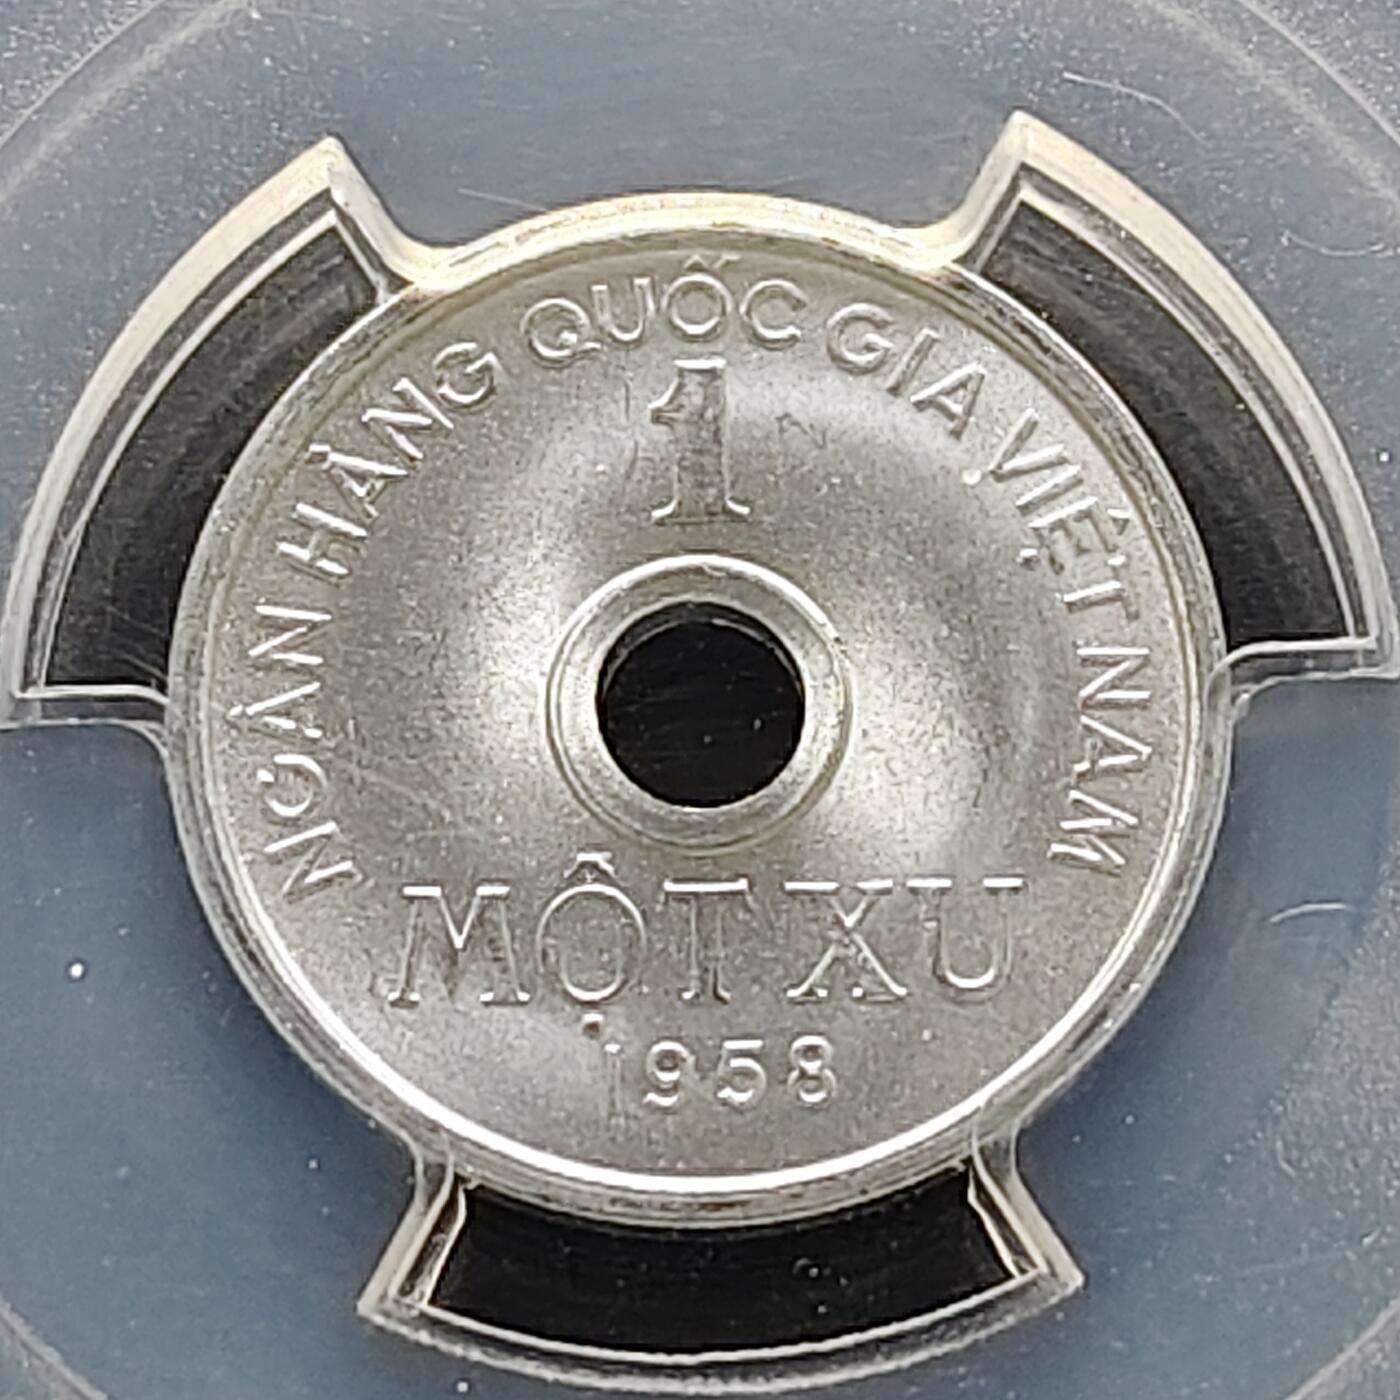 NGÂN HÀNG QUỐC GIA VIỆT NAM
1
MỘT XU
1958